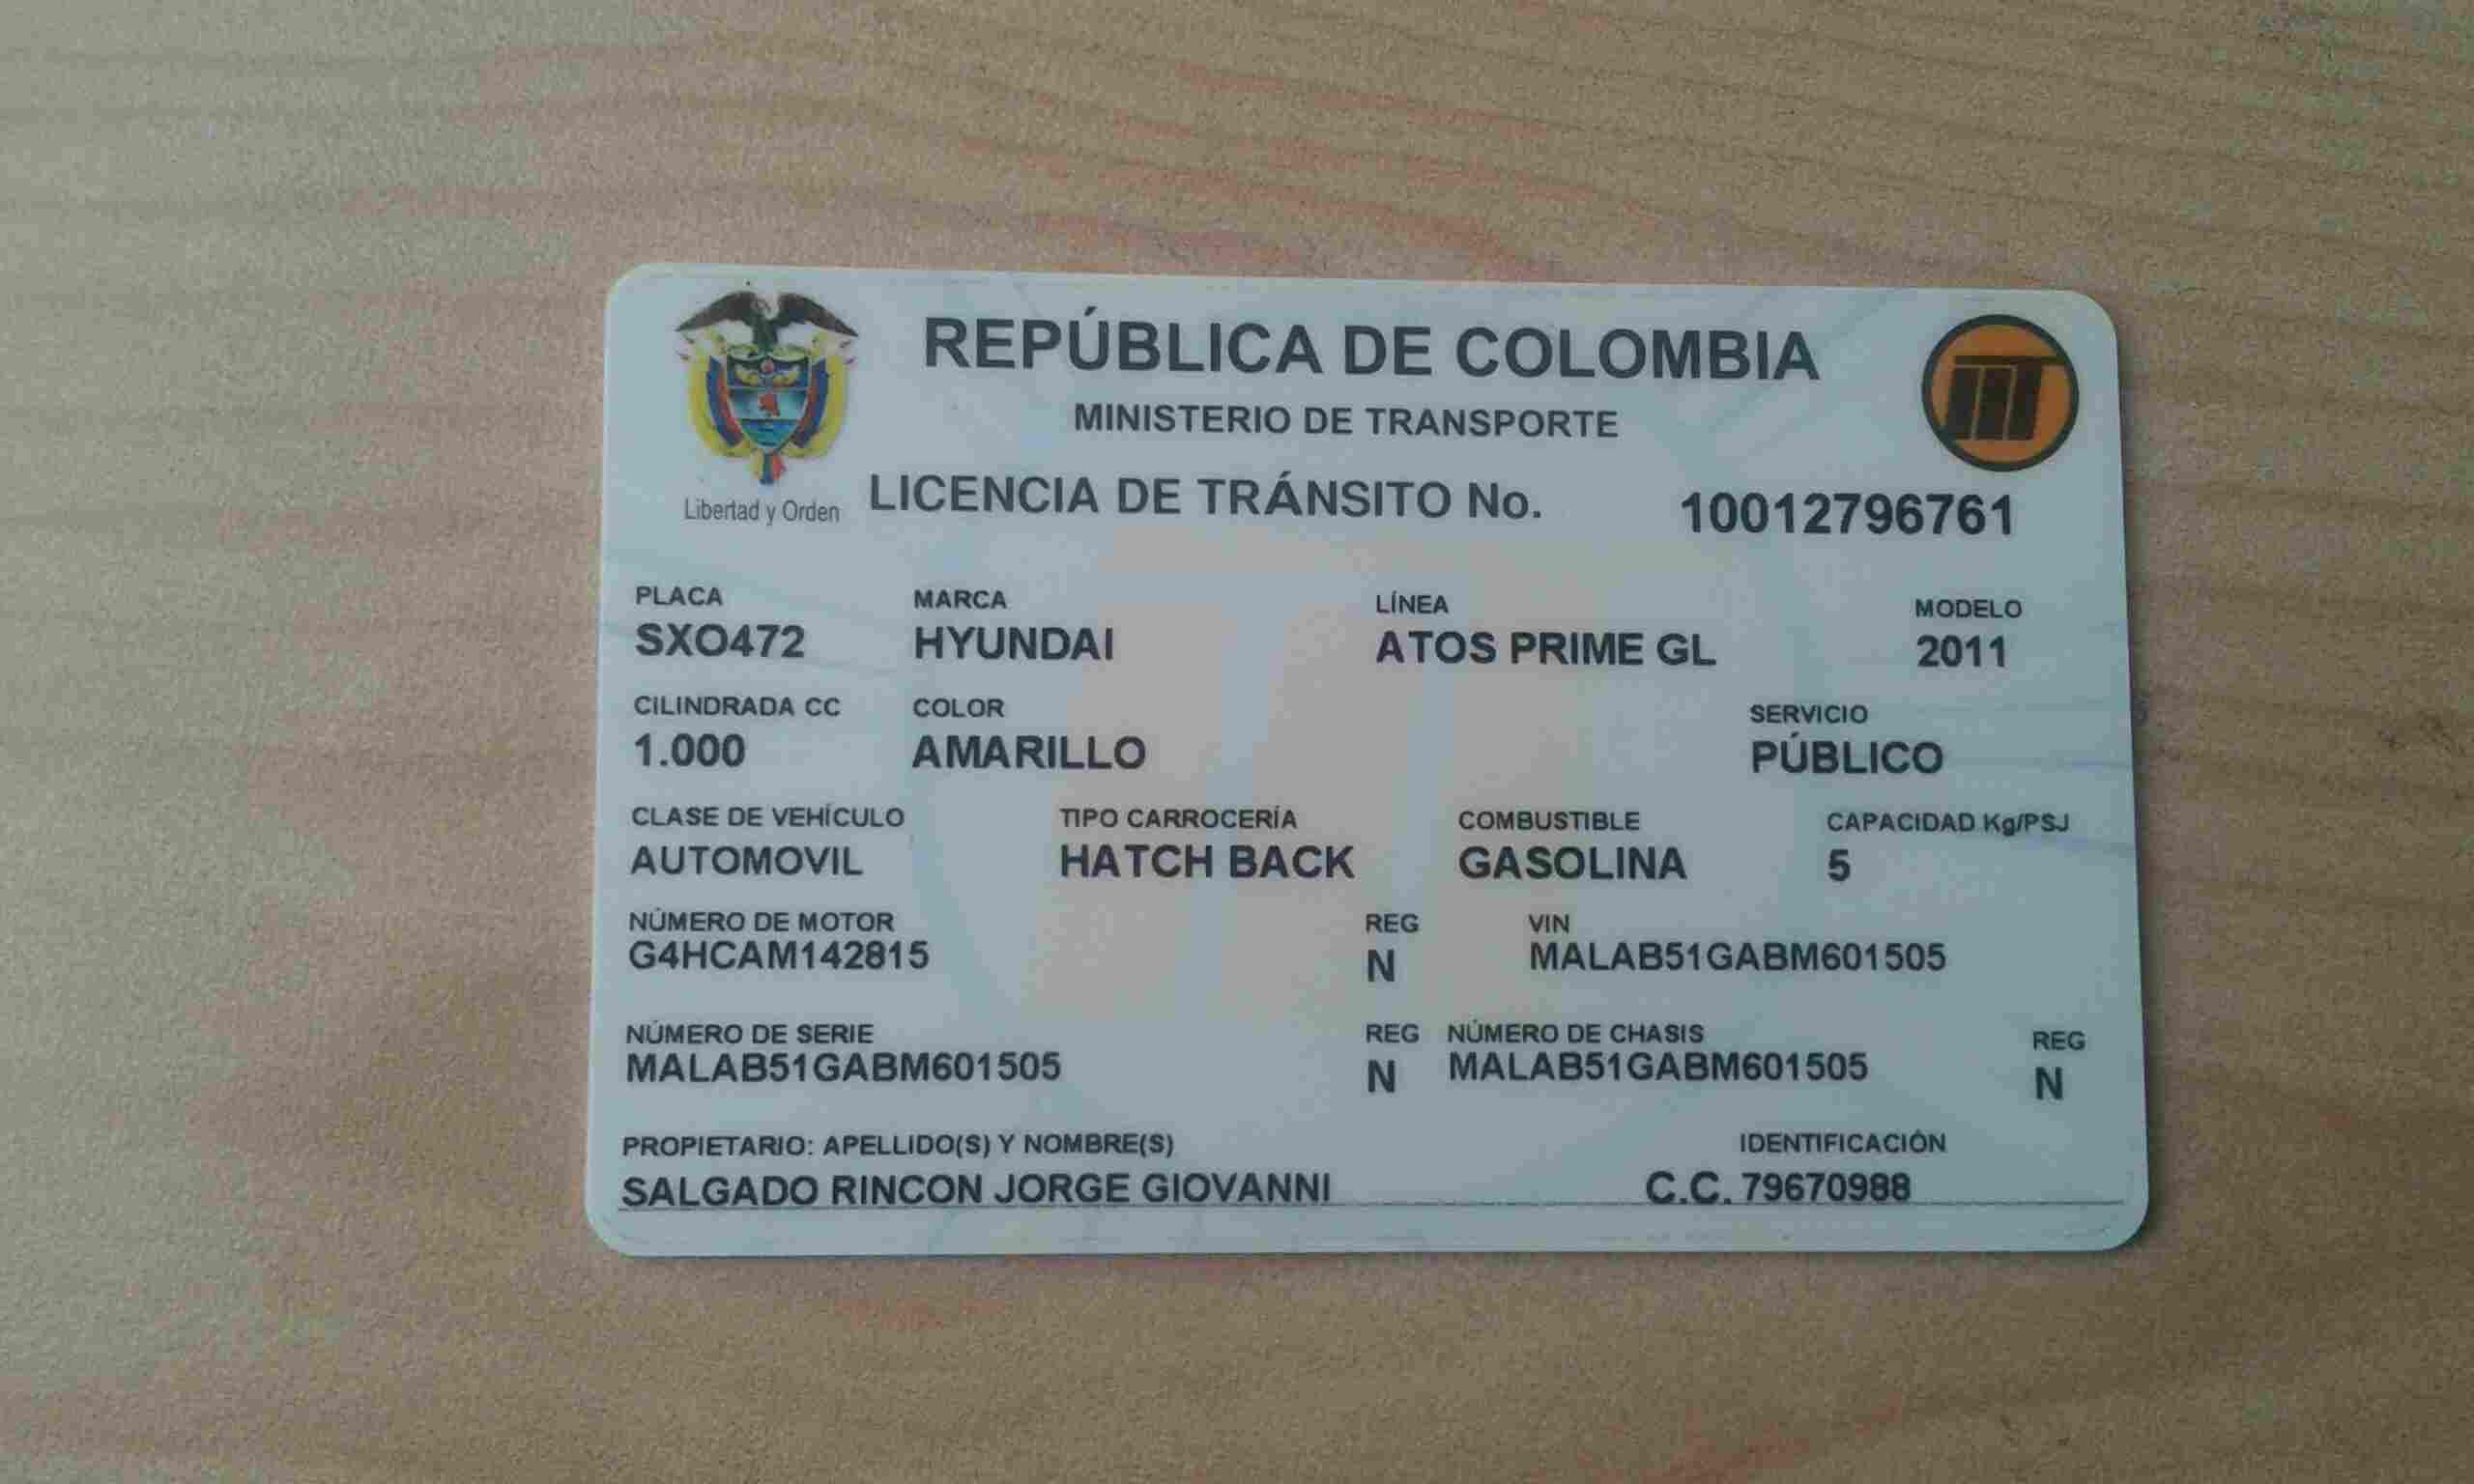 REPÚBLICA DE COLOMBIA
MINISTERIO DE TRANSPORTE
Libertad y Orden
LICENCIA DE TRÁNSITO No. 10012796761
PLACA MARCA LÍNEA MODELO
SXO472 HYUNDAI ATOS PRIME GL 2011
CILINDRADA CC COLOR SERVICIO
1.000 AMARILLO PÚBLICO
CLASE DE VEHÍCULO TIPO CARROCERÍA COMBUSTIBLE CAPACIDAD Kg/PSJ
AUTOMOVIL HATCH BACK GASOLINA 5
NÚMERO DE MOTOR REG VIN
G4HCAM142815 N MALAB51GABM601505
NÚMERO DE SERIE REG NÚMERO DE CHASIS REG
MALAB51GABM601505 N MALAB51GABM601505 N
PROPIETARIO: APELLIDO(S) Y NOMBRE(S) IDENTIFICACIÓN
SALGADO RINCON JORGE GIOVANNI C.C. 79670988